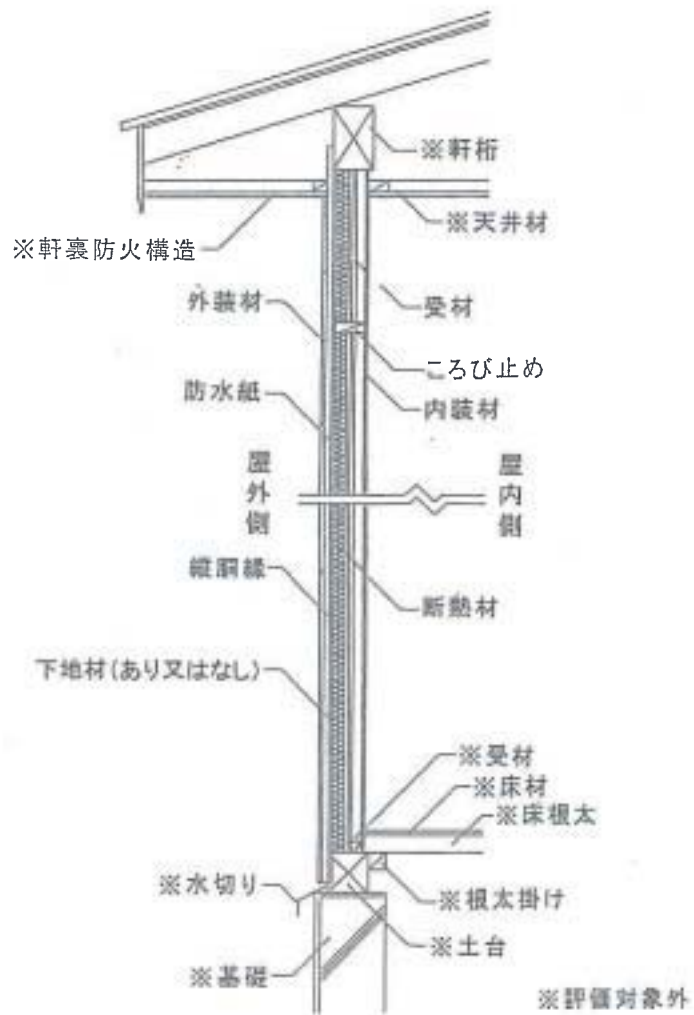 ※軒桁
※天井材
※軒裏防火構造
外装材
受材
ころび止め
防水紙
内装材
屋外側
屋内側
縦胴縁
断熱材
下地材(あり又はなし)
※受材
※床材
※床根太
※水切り
※根太掛け
※土台
※基礎
※評価対象外